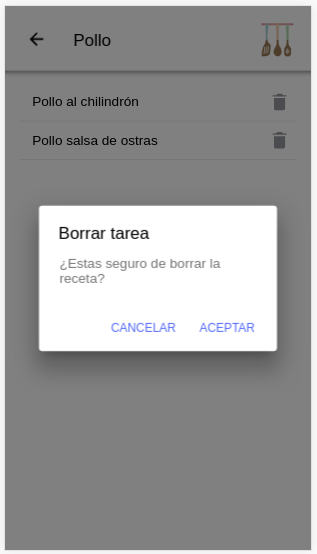 Pollo
Pollo al chilindrón
Pollo salsa de ostras
Borrar tarea
¿Estas seguro de borrar la
receta?
CANCELAR ACEPTAR